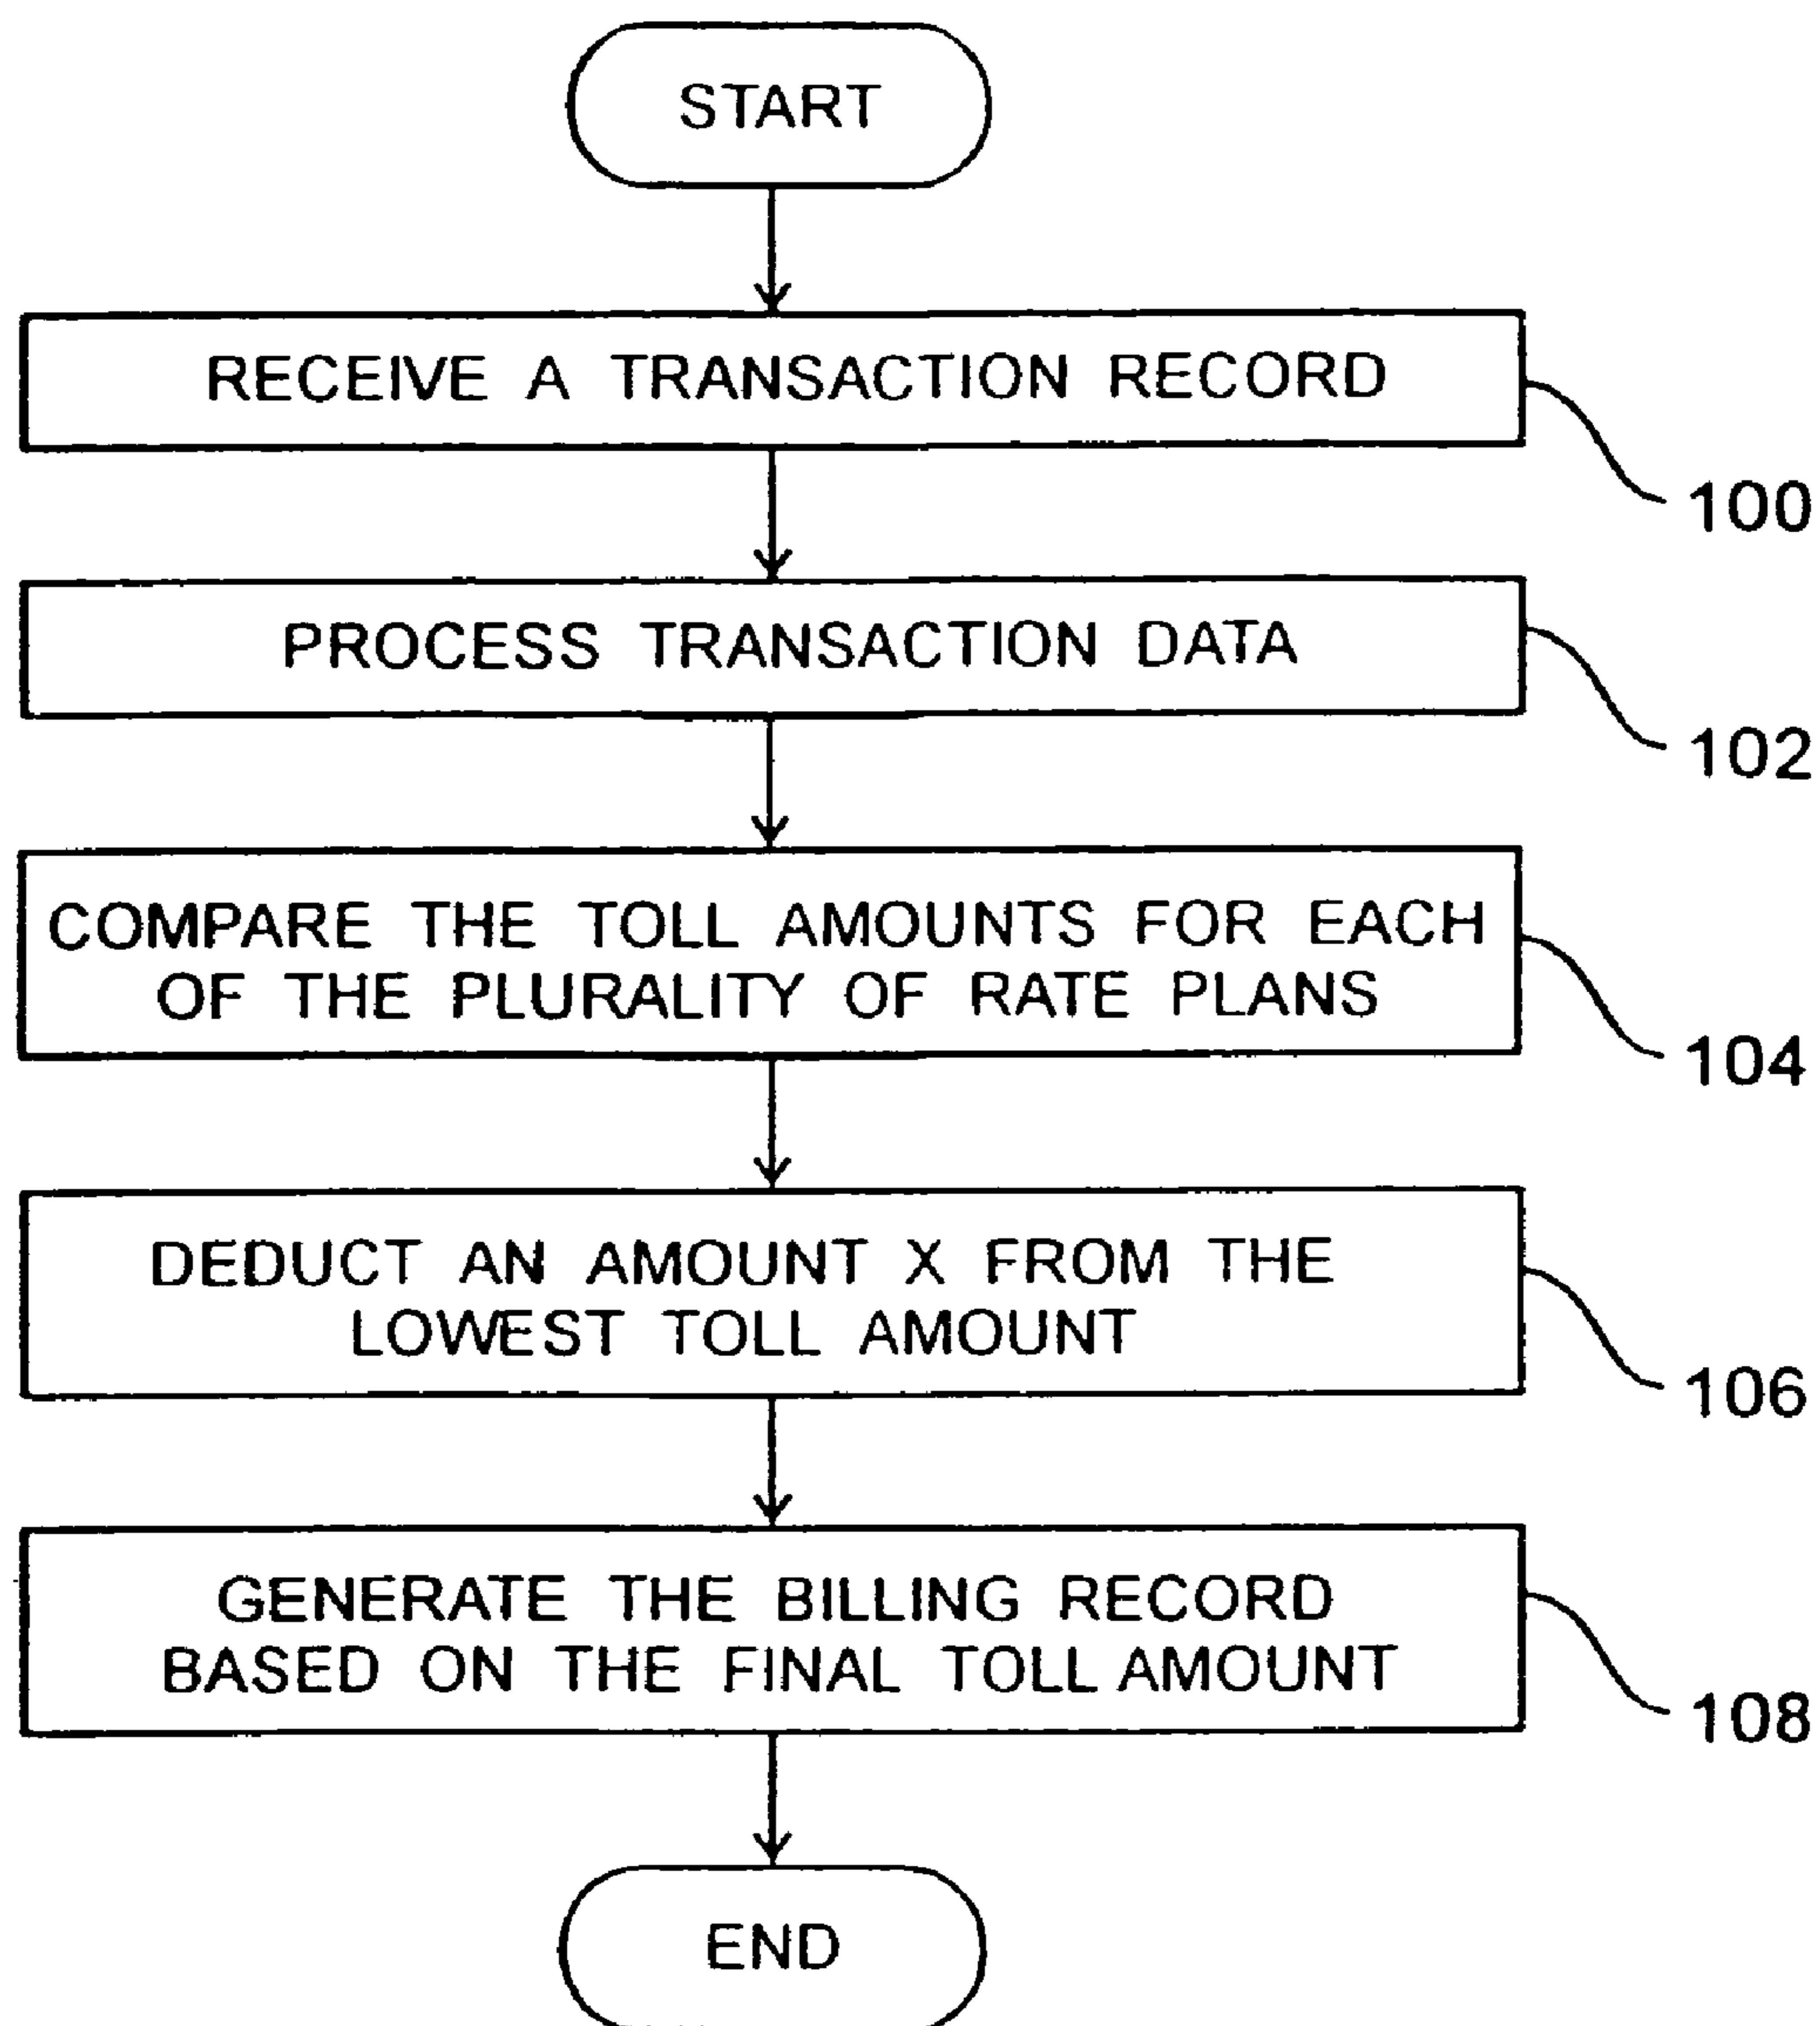 START
RECEIVE A TRANSACTION RECORD
100
PROCESS TRANSACTION DATA
102
COMPARE THE TOLL AMOUNTS FOR EACH
OF THE PLURALITY OF RATE PLANS
104
DEDUCT AN AMOUNT X FROM THE
LOWEST TOLL AMOUNT
106
GENERATE THE BILLING RECORD
BASED ON THE FINAL TOLL AMOUNT
108
END